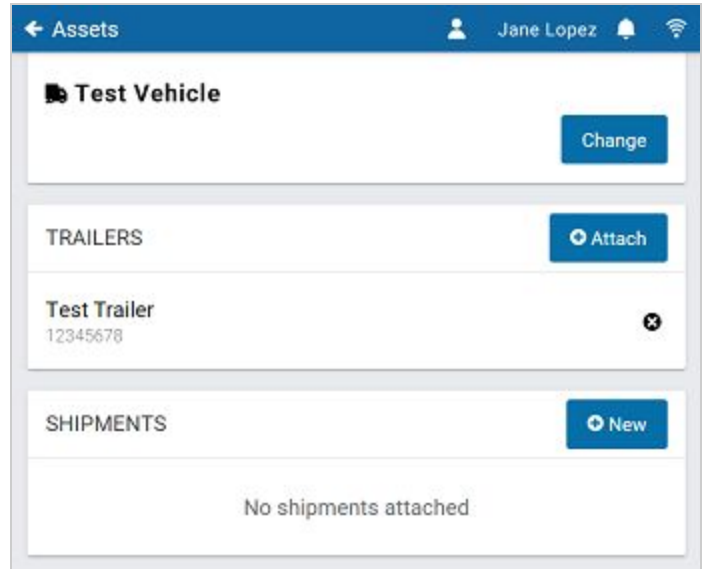 Assets
Jane Lopez
Test Vehicle
Change
TRAILERS
Attach
Test Trailer
12345678
SHIPMENTS
New
No shipments attached